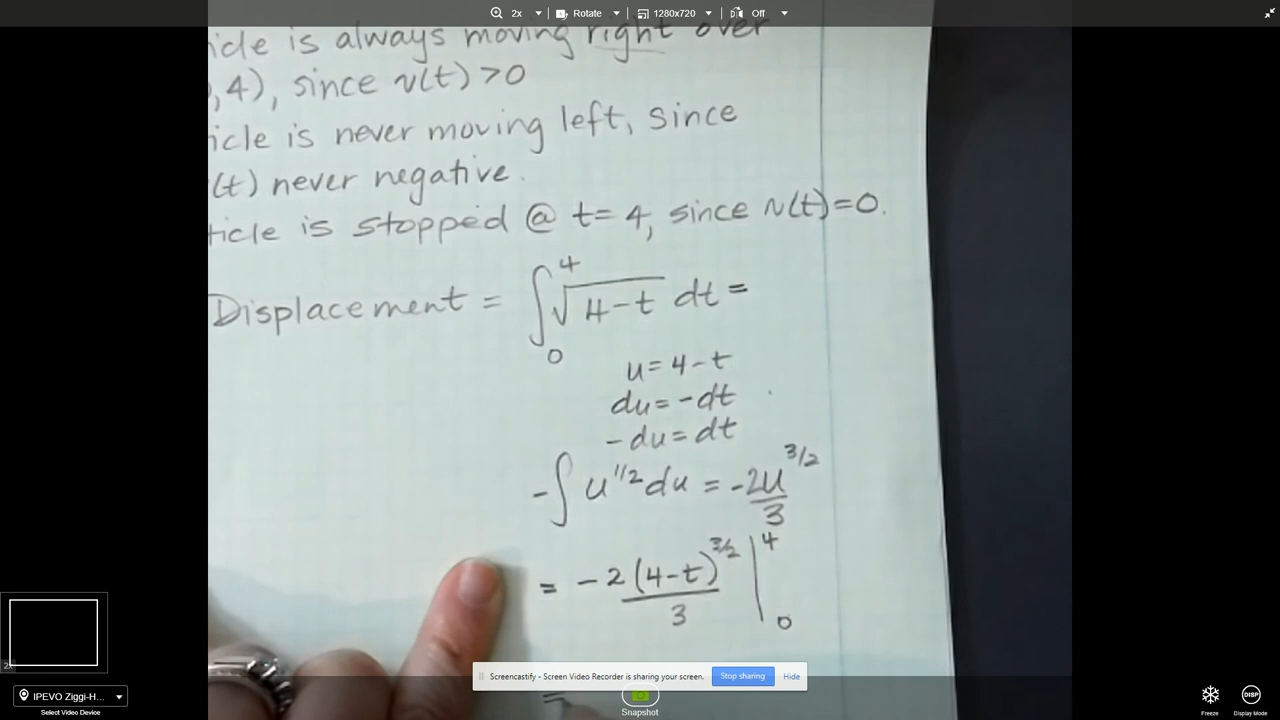 2x Rotate 1280x720 Off
icle is always moving right over
, 4), since v(t) > 0
icle is never moving left, since
(t) never negative.
ticle is stopped @ t = 4, since v(t) = 0.
Displacement = ∫₀⁴ √4-t dt =
u = 4 - t
du = - dt
- du = dt
-∫ u^1/2 du = -2u^3/2 / 3
= -2(4-t)^3/2 / 3 |₀⁴
=
Screencastify - Screen Video Recorder is sharing your screen. Stop sharing Hide
2x
IPEVO Ziggi-H...
Select Video Device
Snapshot
Freeze
DISP
Display Mode